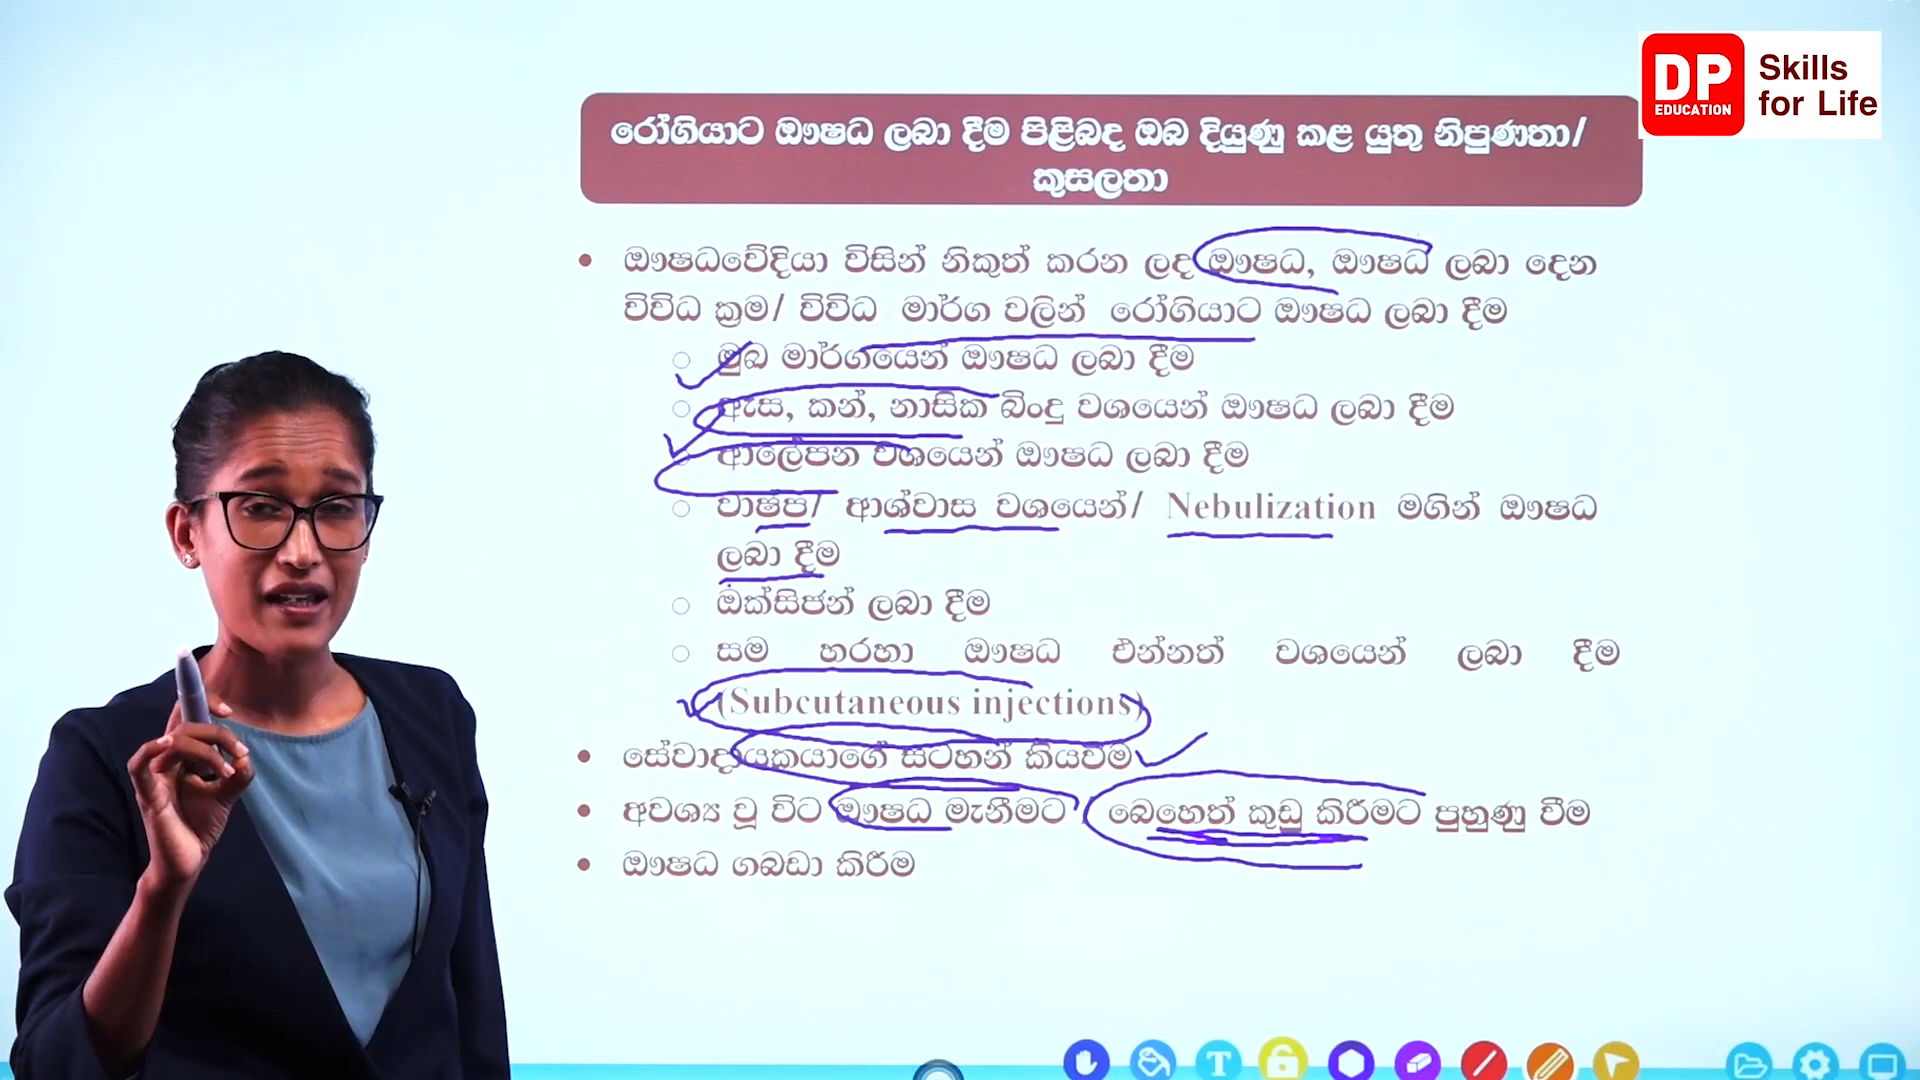 DP
EDUCATION
Skills
for Life
රෝගියාට ඖෂධ ලබා දීම පිළිබද ඔබ දියුණු කළ යුතු නිපුණතා/
කුසලතා
• ඖෂධවේදියා විසින් නිකුත් කරන ලද ඖෂධ, ඖෂධ ලබා දෙන
විවිධ ක්‍රම/ විවිධ මාර්ග වලින් රෝගියාට ඖෂධ ලබා දීම
○ මුඛ මාර්ගයෙන් ඖෂධ ලබා දීම
○ ඇස, කන්, නාසික බිංදු වශයෙන් ඖෂධ ලබා දීම
○ ආලේපන වශයෙන් ඖෂධ ලබා දීම
○ වාෂ්ප/ ආශ්වාස වශයෙන්/ Nebulization මගින් ඖෂධ
ලබා දීම
○ ඔක්සිජන් ලබා දීම
○ සම හරහා ඖෂධ එන්නත් වශයෙන් ලබා දීම
(Subcutaneous injections)
• සේවාදායකයාගේ සටහන් කියවීම
• අවශ්‍ය වූ විට ඖෂධ මැනීමට / බෙහෙත් කුඩු කිරීමට පුහුණු වීම
• ඖෂධ ගබඩා කිරීම
T